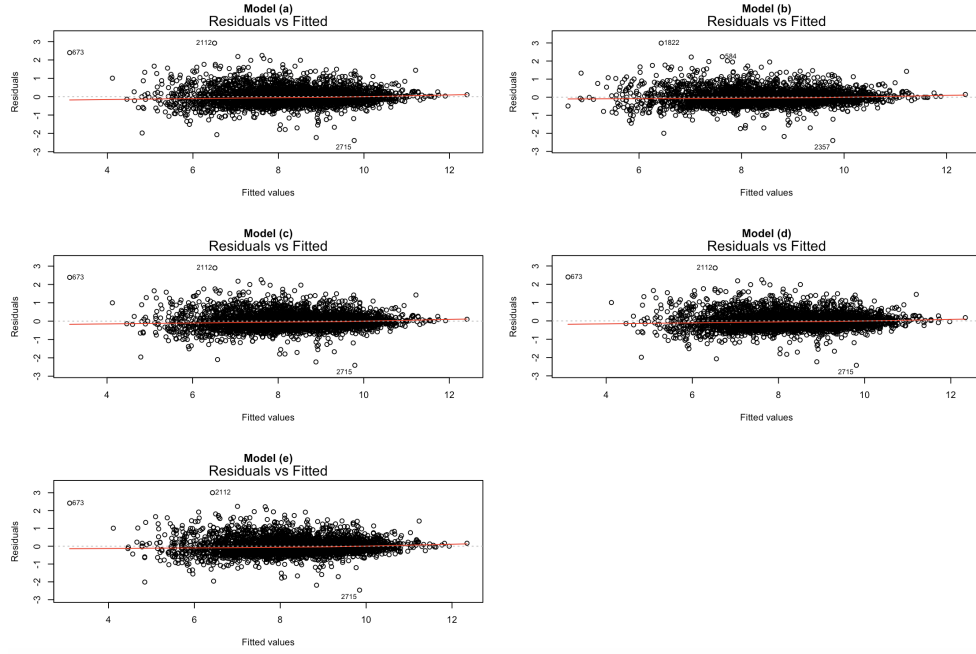 Model (a)
Residuals vs Fitted
Residuals
3
2
1
0
-1
-2
-3
673
2112
2715
4 6 8 10 12
Fitted values
Model (b)
Residuals vs Fitted
Residuals
3
2
1
0
-1
-2
-3
1822
584
2357
6 8 10 12
Fitted values
Model (c)
Residuals vs Fitted
Residuals
3
2
1
0
-1
-2
-3
673
2112
2715
4 6 8 10 12
Fitted values
Model (d)
Residuals vs Fitted
Residuals
3
2
1
0
-1
-2
-3
673
2112
2715
4 6 8 10 12
Fitted values
Model (e)
Residuals vs Fitted
Residuals
3
2
1
0
-1
-2
-3
673
2112
2715
4 6 8 10 12
Fitted values